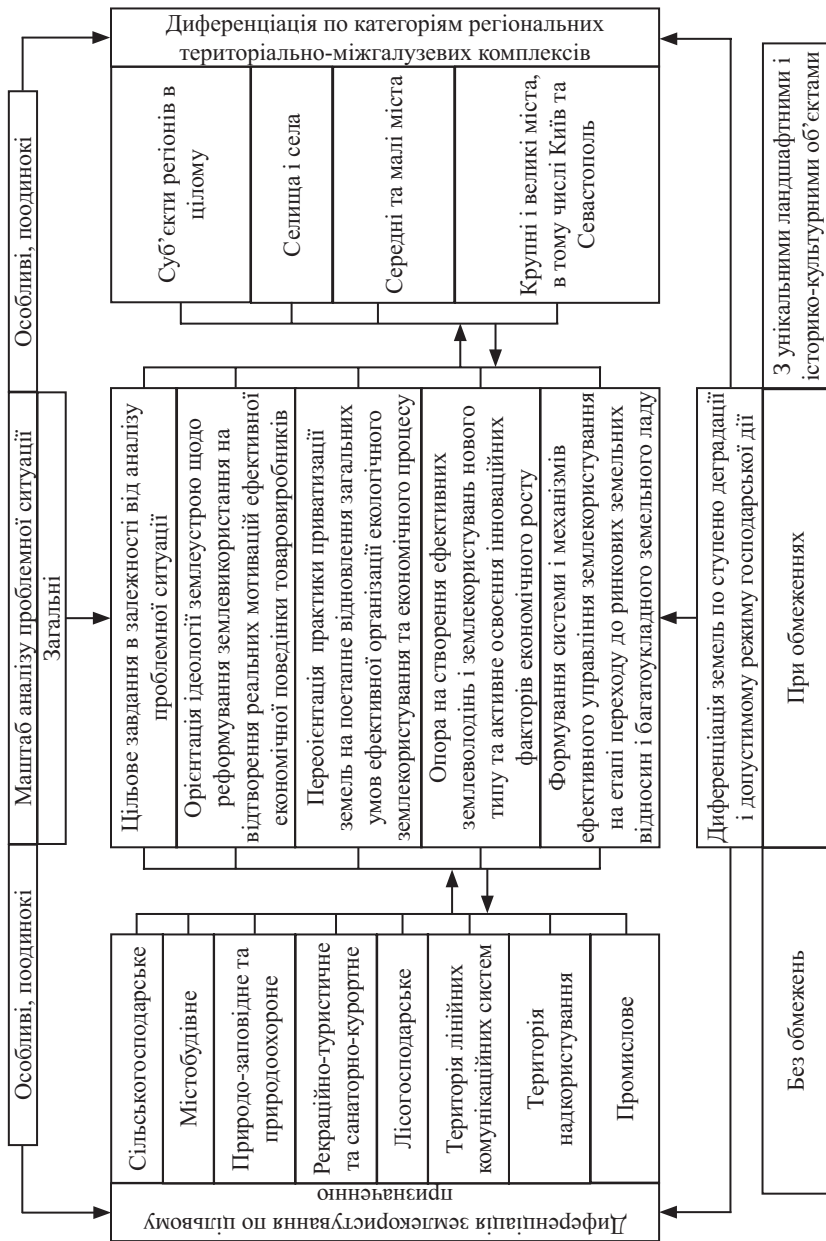 Особливі, поодинокі
Маштаб аналізу проблемної ситуації
Загальні
Особливі, поодинокі
Диференціація землекористування по цільвому
призначенню
Сільськогосподарське
Містобудівне
Природо-заповідне та
природоохороне
Рекраційно-туристичне
та санаторно-курортне
Лісогосподарське
Територія лінійних
комунікаційних систем
Територія
надкористування
Промислове
Цільове завдання в залежності від аналізу
проблемної ситуації
Орієнтація ідеології землеустрою щодо
реформування землевикористання на
відтворення реальних мотивацій ефективної
економічної поведінки товаровиробників
Переоієнтація практики приватизації
земель на поетапне відновлення загальних
умов ефективної організації екологічного
землекористування та економічного процесу
Опора на створення ефективних
землеволодінь і землекористувань нового
типу та активне освоєння інноваційних
факторів економічного росту
Формування системи і механізмів
ефективного управління землекористування
на етапі переходу до ринкових земельних
відносин і багатоукладного земельного ладу
Суб’єкти регіонів в
цілому
Селища і села
Середні та малі міста
Крупні і великі міста,
в тому числі Київ та
Севастополь
Диференціація по категоріям регіональних
територіально-міжгалузевих комплексів
Диференціація земель по ступеню деградації
і допустимому режиму господарської дії
Без обмежень
При обмеженнях
З унікальними ландшафтними і
історико-культурними об’єктами